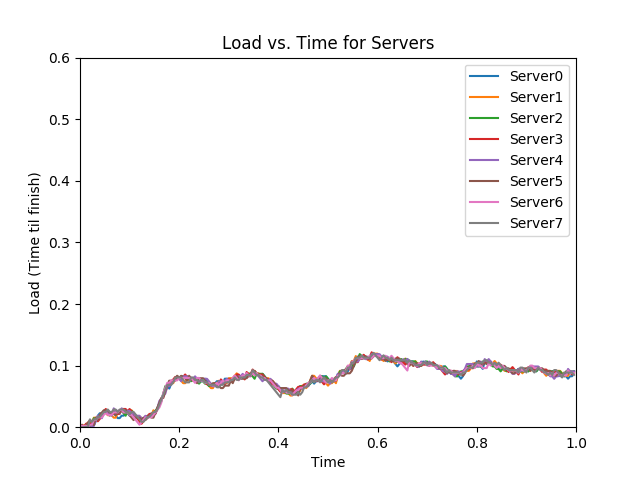 Load vs. Time for Servers
0.6
0.5
0.4
0.3
0.2
0.1
0.0
Load (Time til finish)
Server0
Server1
Server2
Server3
Server4
Server5
Server6
Server7
0.0 0.2 0.4 0.6 0.8 1.0
Time